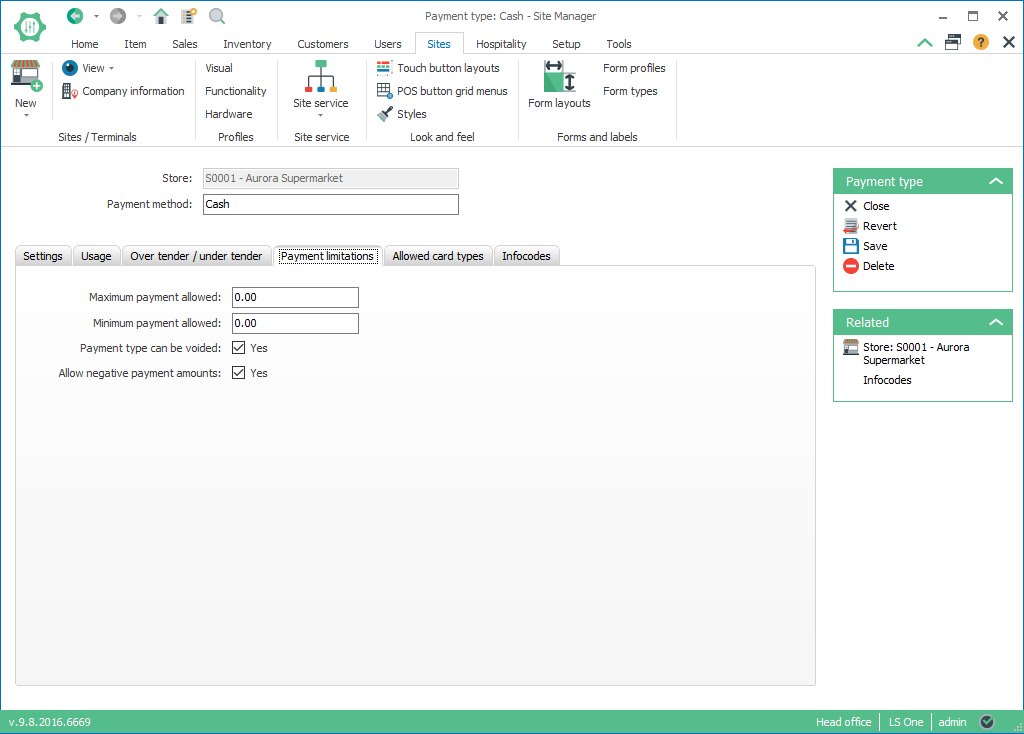 Payment type: Cash - Site Manager
Home Item Sales Inventory Customers Users Sites Hospitality Setup Tools
New
View
Company information
Sites / Terminals
Visual
Functionality
Hardware
Profiles
Site service
Site service
Touch button layouts
POS button grid menus
Styles
Look and feel
Form layouts
Form profiles
Form types
Forms and labels
Store: S0001 - Aurora Supermarket
Payment method: Cash
Settings Usage Over tender / under tender Payment limitations Allowed card types Infocodes
Maximum payment allowed: 0.00
Minimum payment allowed: 0.00
Payment type can be voided: Yes
Allow negative payment amounts: Yes
Payment type
Close
Revert
Save
Delete
Related
Store: S0001 - Aurora
Supermarket
Infocodes
v.9.8.2016.6669
Head office LS One admin